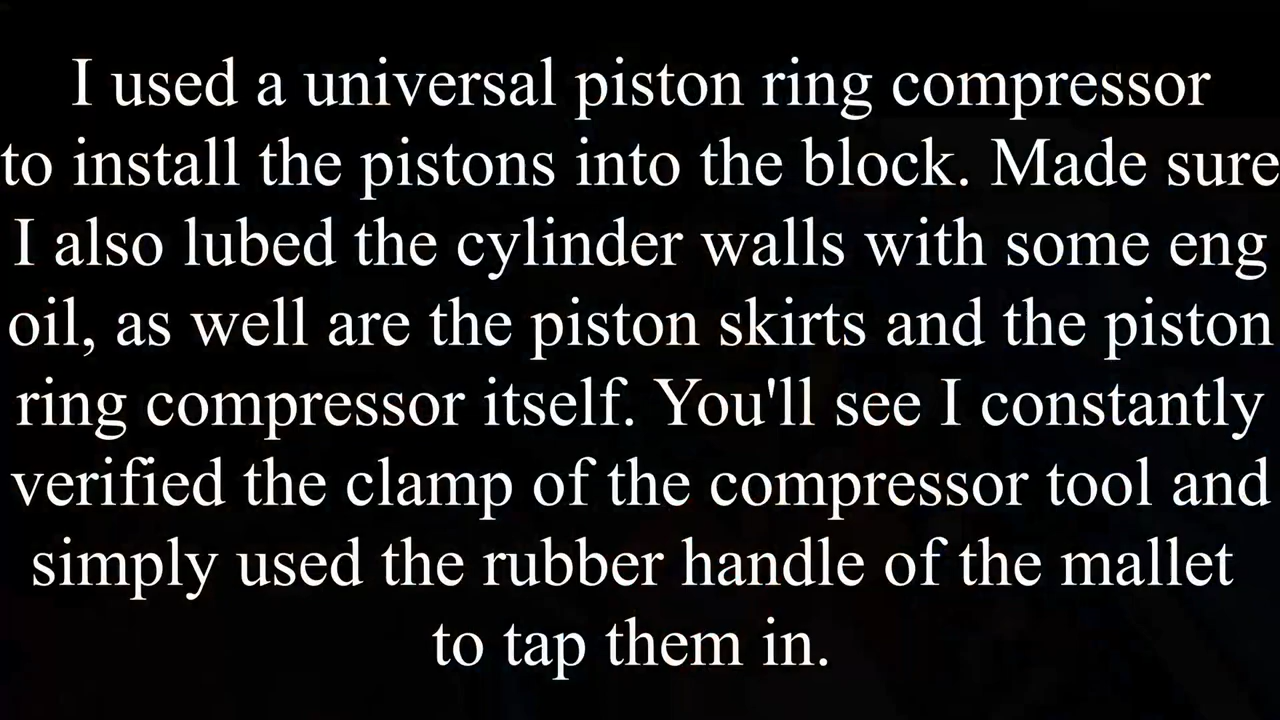 I used a universal piston ring compressor
to install the pistons into the block. Made sure
I also lubed the cylinder walls with some eng
oil, as well are the piston skirts and the piston
ring compressor itself. You'll see I constantly
verified the clamp of the compressor tool and
simply used the rubber handle of the mallet
to tap them in.